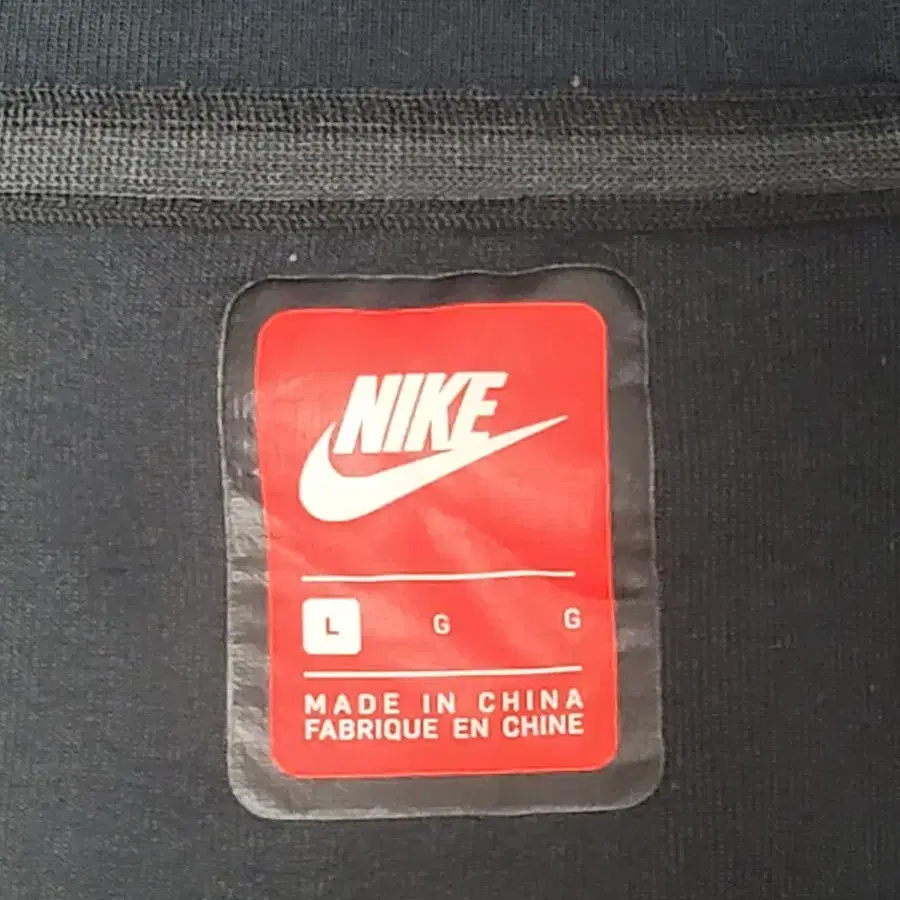 NIKE
L G G
MADE IN CHINA
FABRIQUE EN CHINE